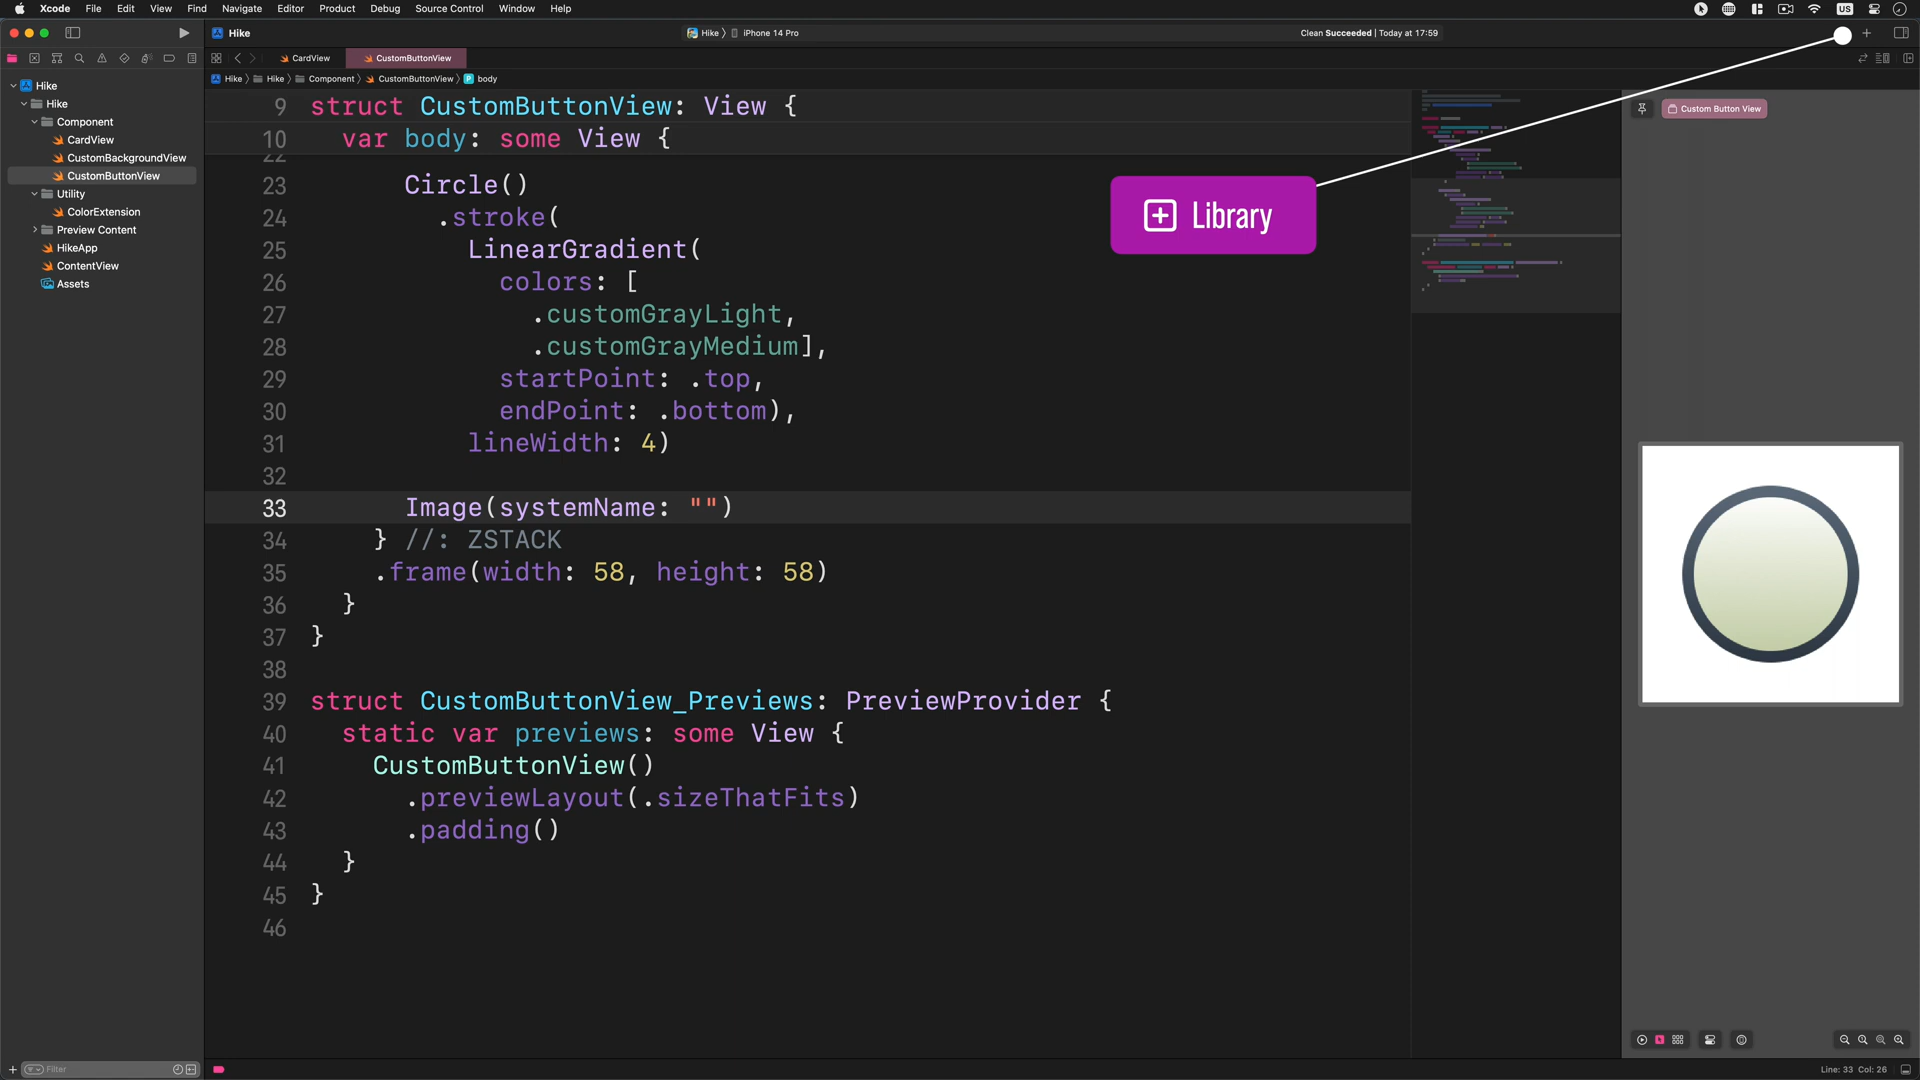 Xcode File Edit View Find Navigate Editor Product Debug Source Control Window Help US
Hike
Hike iPhone 14 Pro
Clean Succeeded | Today at 17:59
CardView
CustomButtonView
Hike Hike Component CustomButtonView body
Hike
Hike
Component
CardView
CustomBackgroundView
CustomButtonView
Utility
ColorExtension
Preview Content
HikeApp
ContentView
Assets
9 struct CustomButtonView: View {
10 var body: some View {
23 Circle()
24 .stroke(
25 LinearGradient(
26 colors: [
27 .customGrayLight,
28 .customGrayMedium],
29 startPoint: .top,
30 endPoint: .bottom),
31 lineWidth: 4)
32
33 Image(systemName: "")
34 } //: ZSTACK
35 .frame(width: 58, height: 58)
36 }
37 }
38
39 struct CustomButtonView_Previews: PreviewProvider {
40 static var previews: some View {
41 CustomButtonView()
42 .previewLayout(.sizeThatFits)
43 .padding()
44 }
45 }
46
Library
Custom Button View
Filter
Line: 33 Col: 26